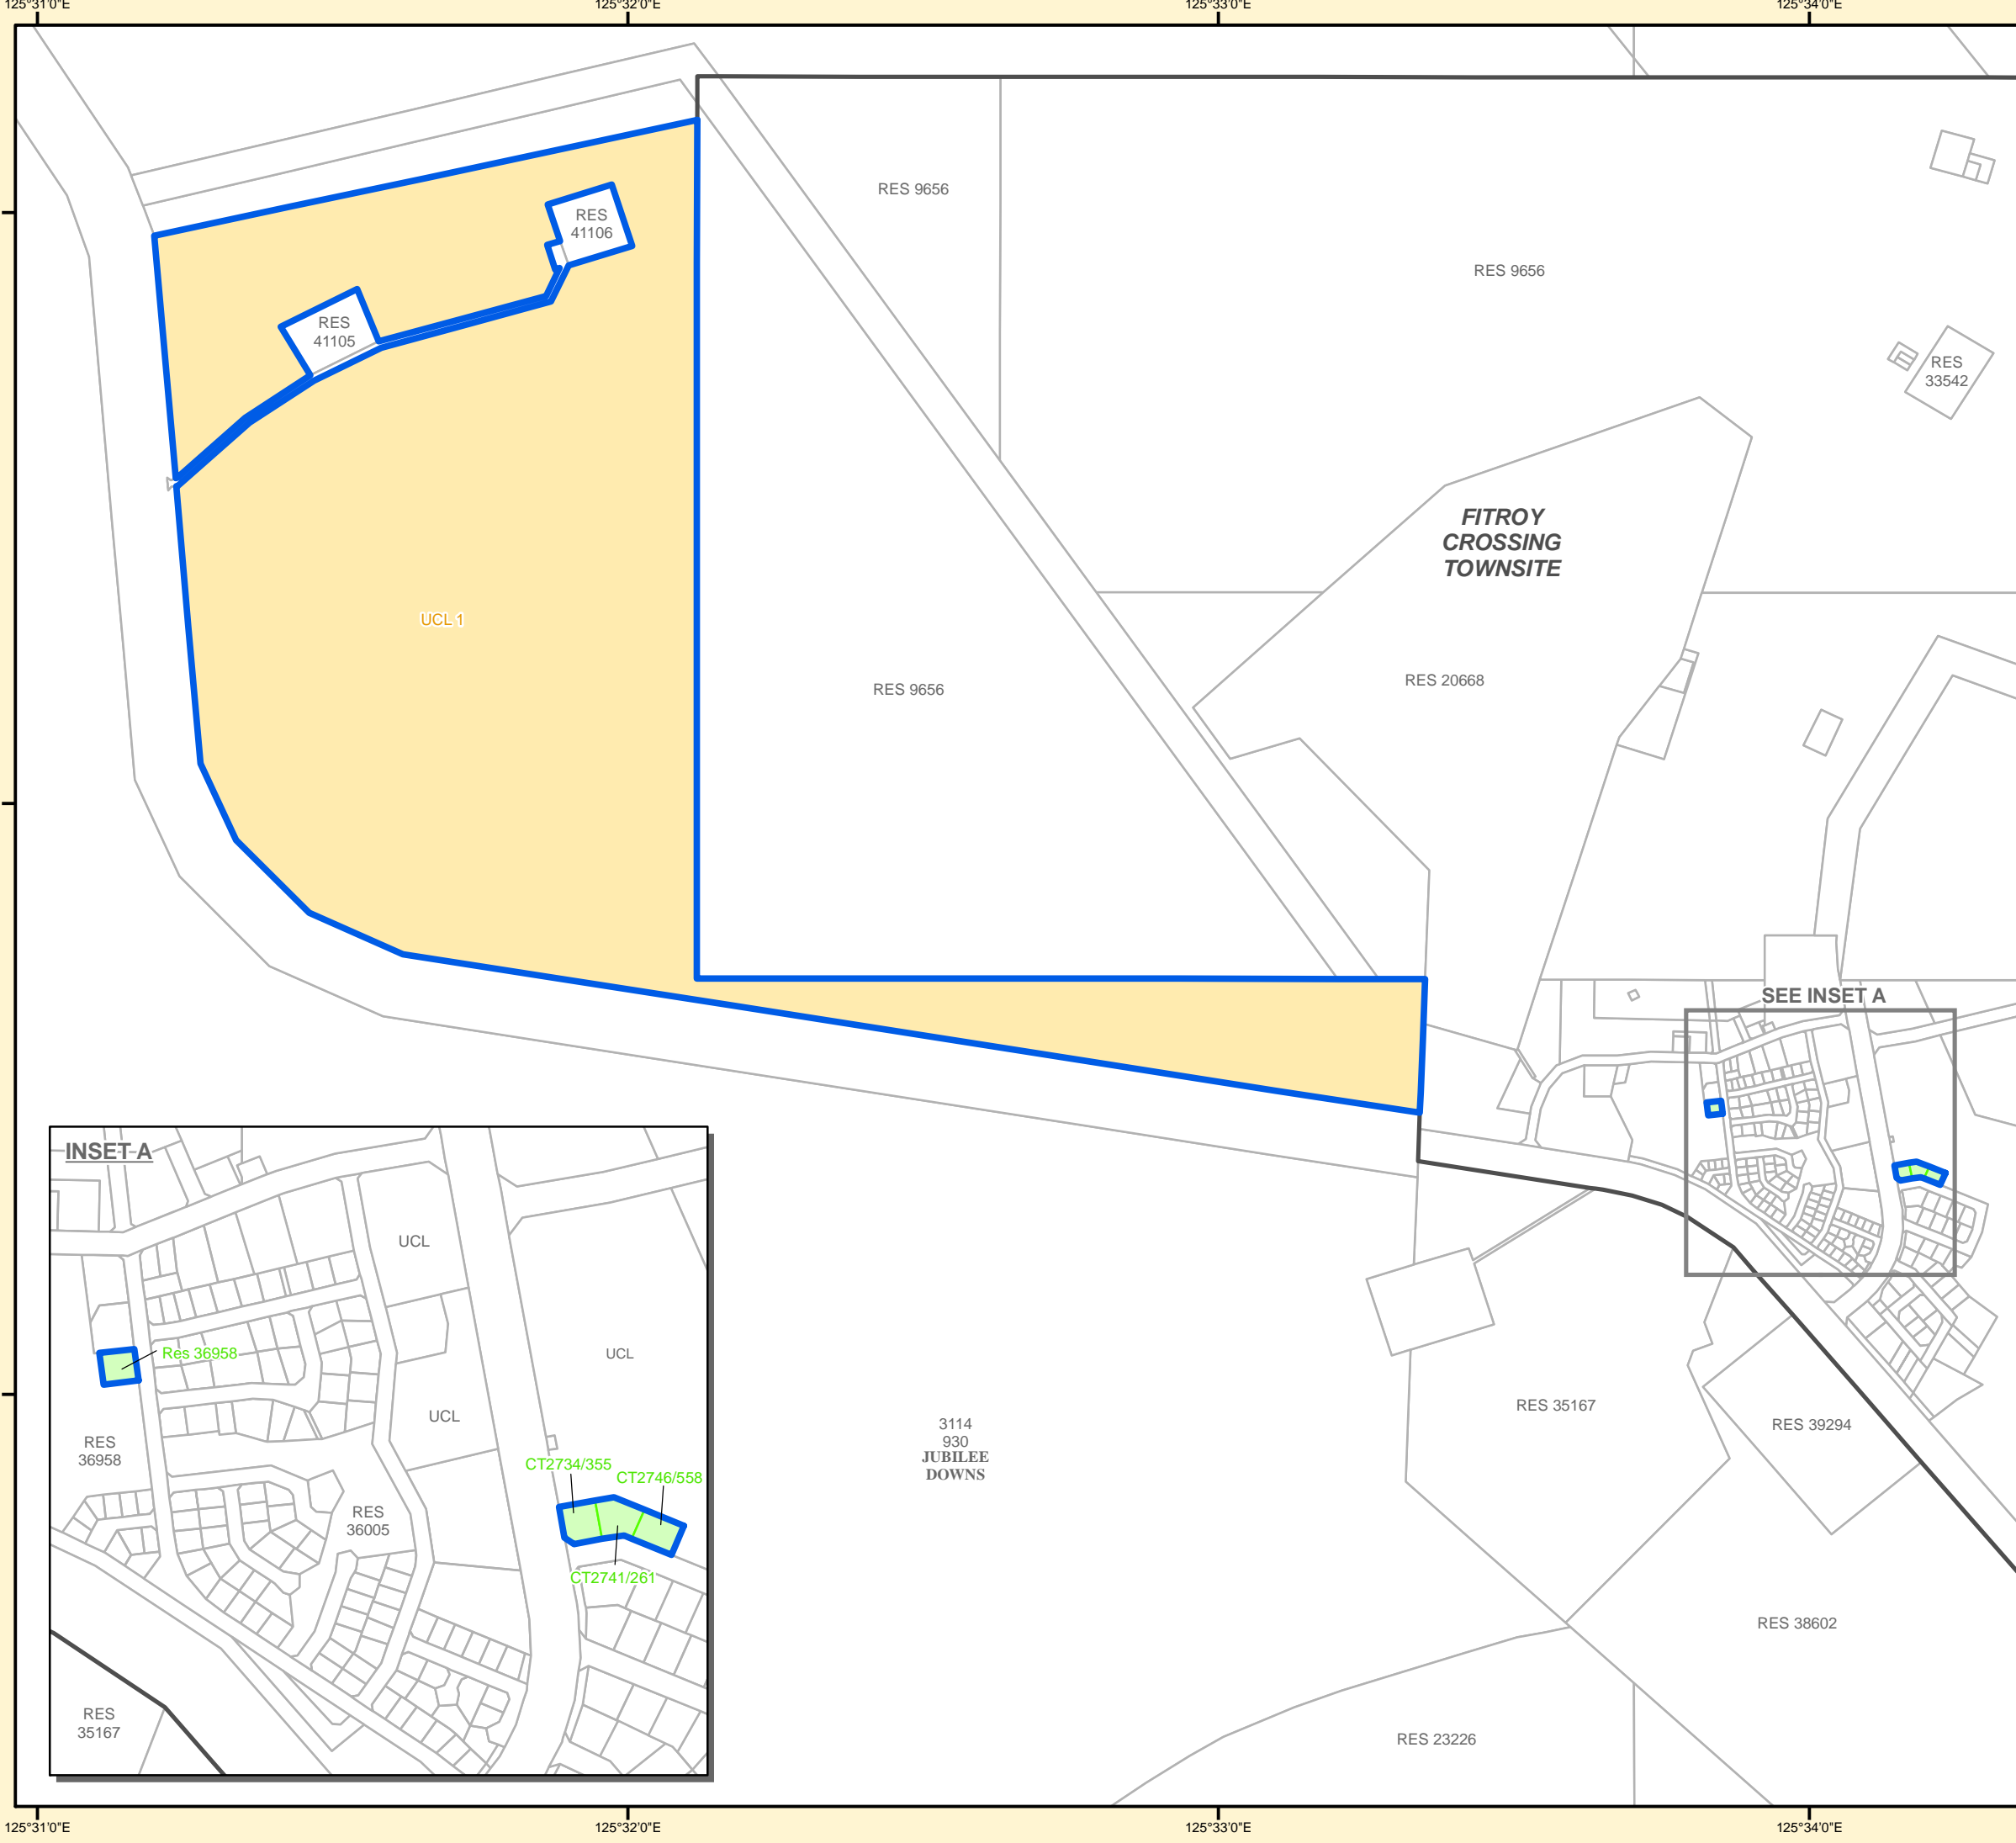 125°31'0"E
125°32'0"E
125°33'0"E
125°34'0"E
RES 9656
RES
41106
RES 9656
RES
41105
RES
33542
FITROY
CROSSING
TOWNSITE
UCL 1
RES 20668
RES 9656
SEE INSET A
INSET A
UCL
UCL
Res 36958
UCL
RES
36958
3114
930
JUBILEE
DOWNS
RES 35167
RES 39294
CT2734/355
CT2746/558
RES
36005
CT2741/261
RES 38602
RES
35167
RES 23226
125°31'0"E
125°32'0"E
125°33'0"E
125°34'0"E